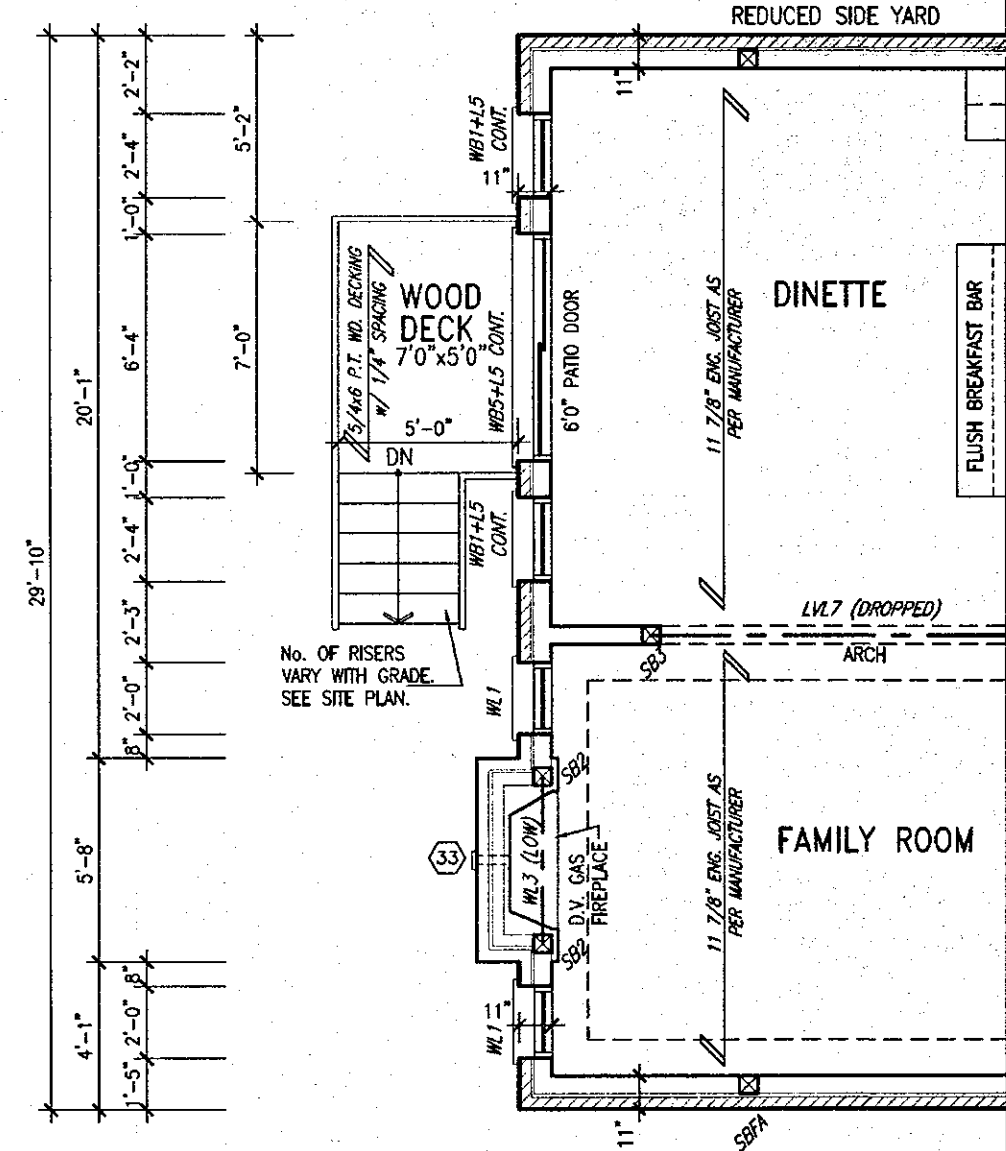 REDUCED SIDE YARD
2'-2"
2'-4"
1'-0"
6'-4"
1'-0"
2'-4"
2'-3"
2'-0"
8"
8"
2'-0"
1'-5"
20'-1"
5'-8"
4'-1"
29'-10"
5'-2"
7'-0"
11"
WB1+L5
CONT.
11"
5/4x6 P.T. WD. DECKING
w/ 1/4" SPACING
WOOD
DECK
7'0"x5'0"
WB5+L5 CONT.
6'0" PATIO DOOR
5'-0"
DN
WB1+L5
CONT.
11 7/8" ENG. JOIST AS
PER MANUFACTURER
DINETTE
FLUSH BREAKFAST BAR
LVL7 (DROPPED)
ARCH
SB3
No. OF RISERS
VARY WITH GRADE.
SEE SITE PLAN.
WL1
SB2
33
WL3 (LOW)
D.V. GAS
FIREPLACE
SB2
11 7/8" ENG. JOIST AS
PER MANUFACTURER
FAMILY ROOM
11"
WL1
11"
SBFA